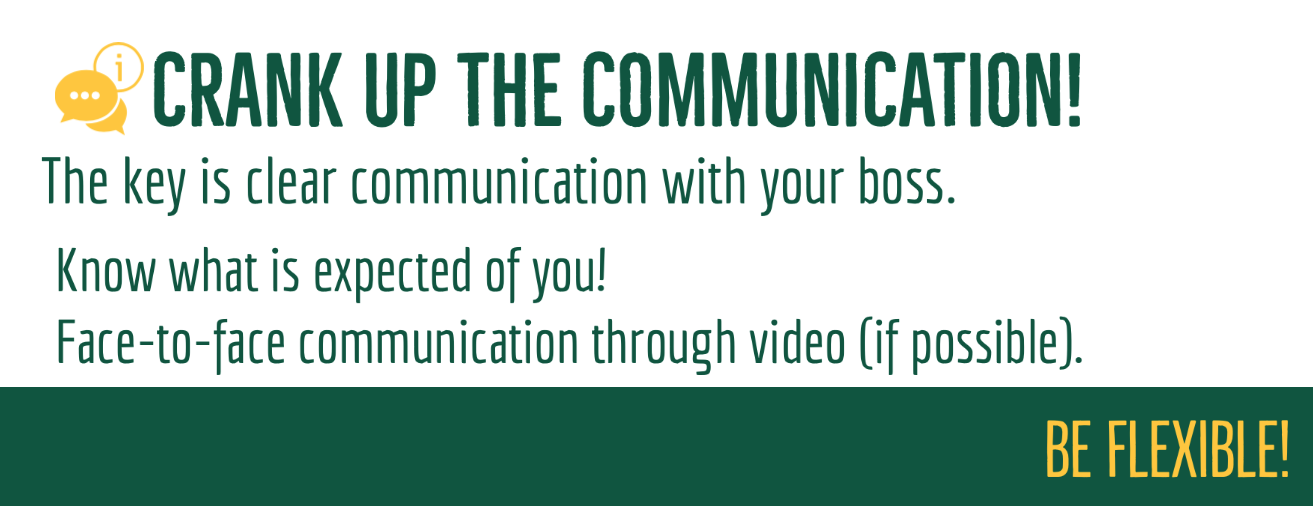 CRANK UP THE COMMUNICATION!
The key is clear communication with your boss.
Know what is expected of you!
Face-to-face communication through video (if possible).
BE FLEXIBLE!